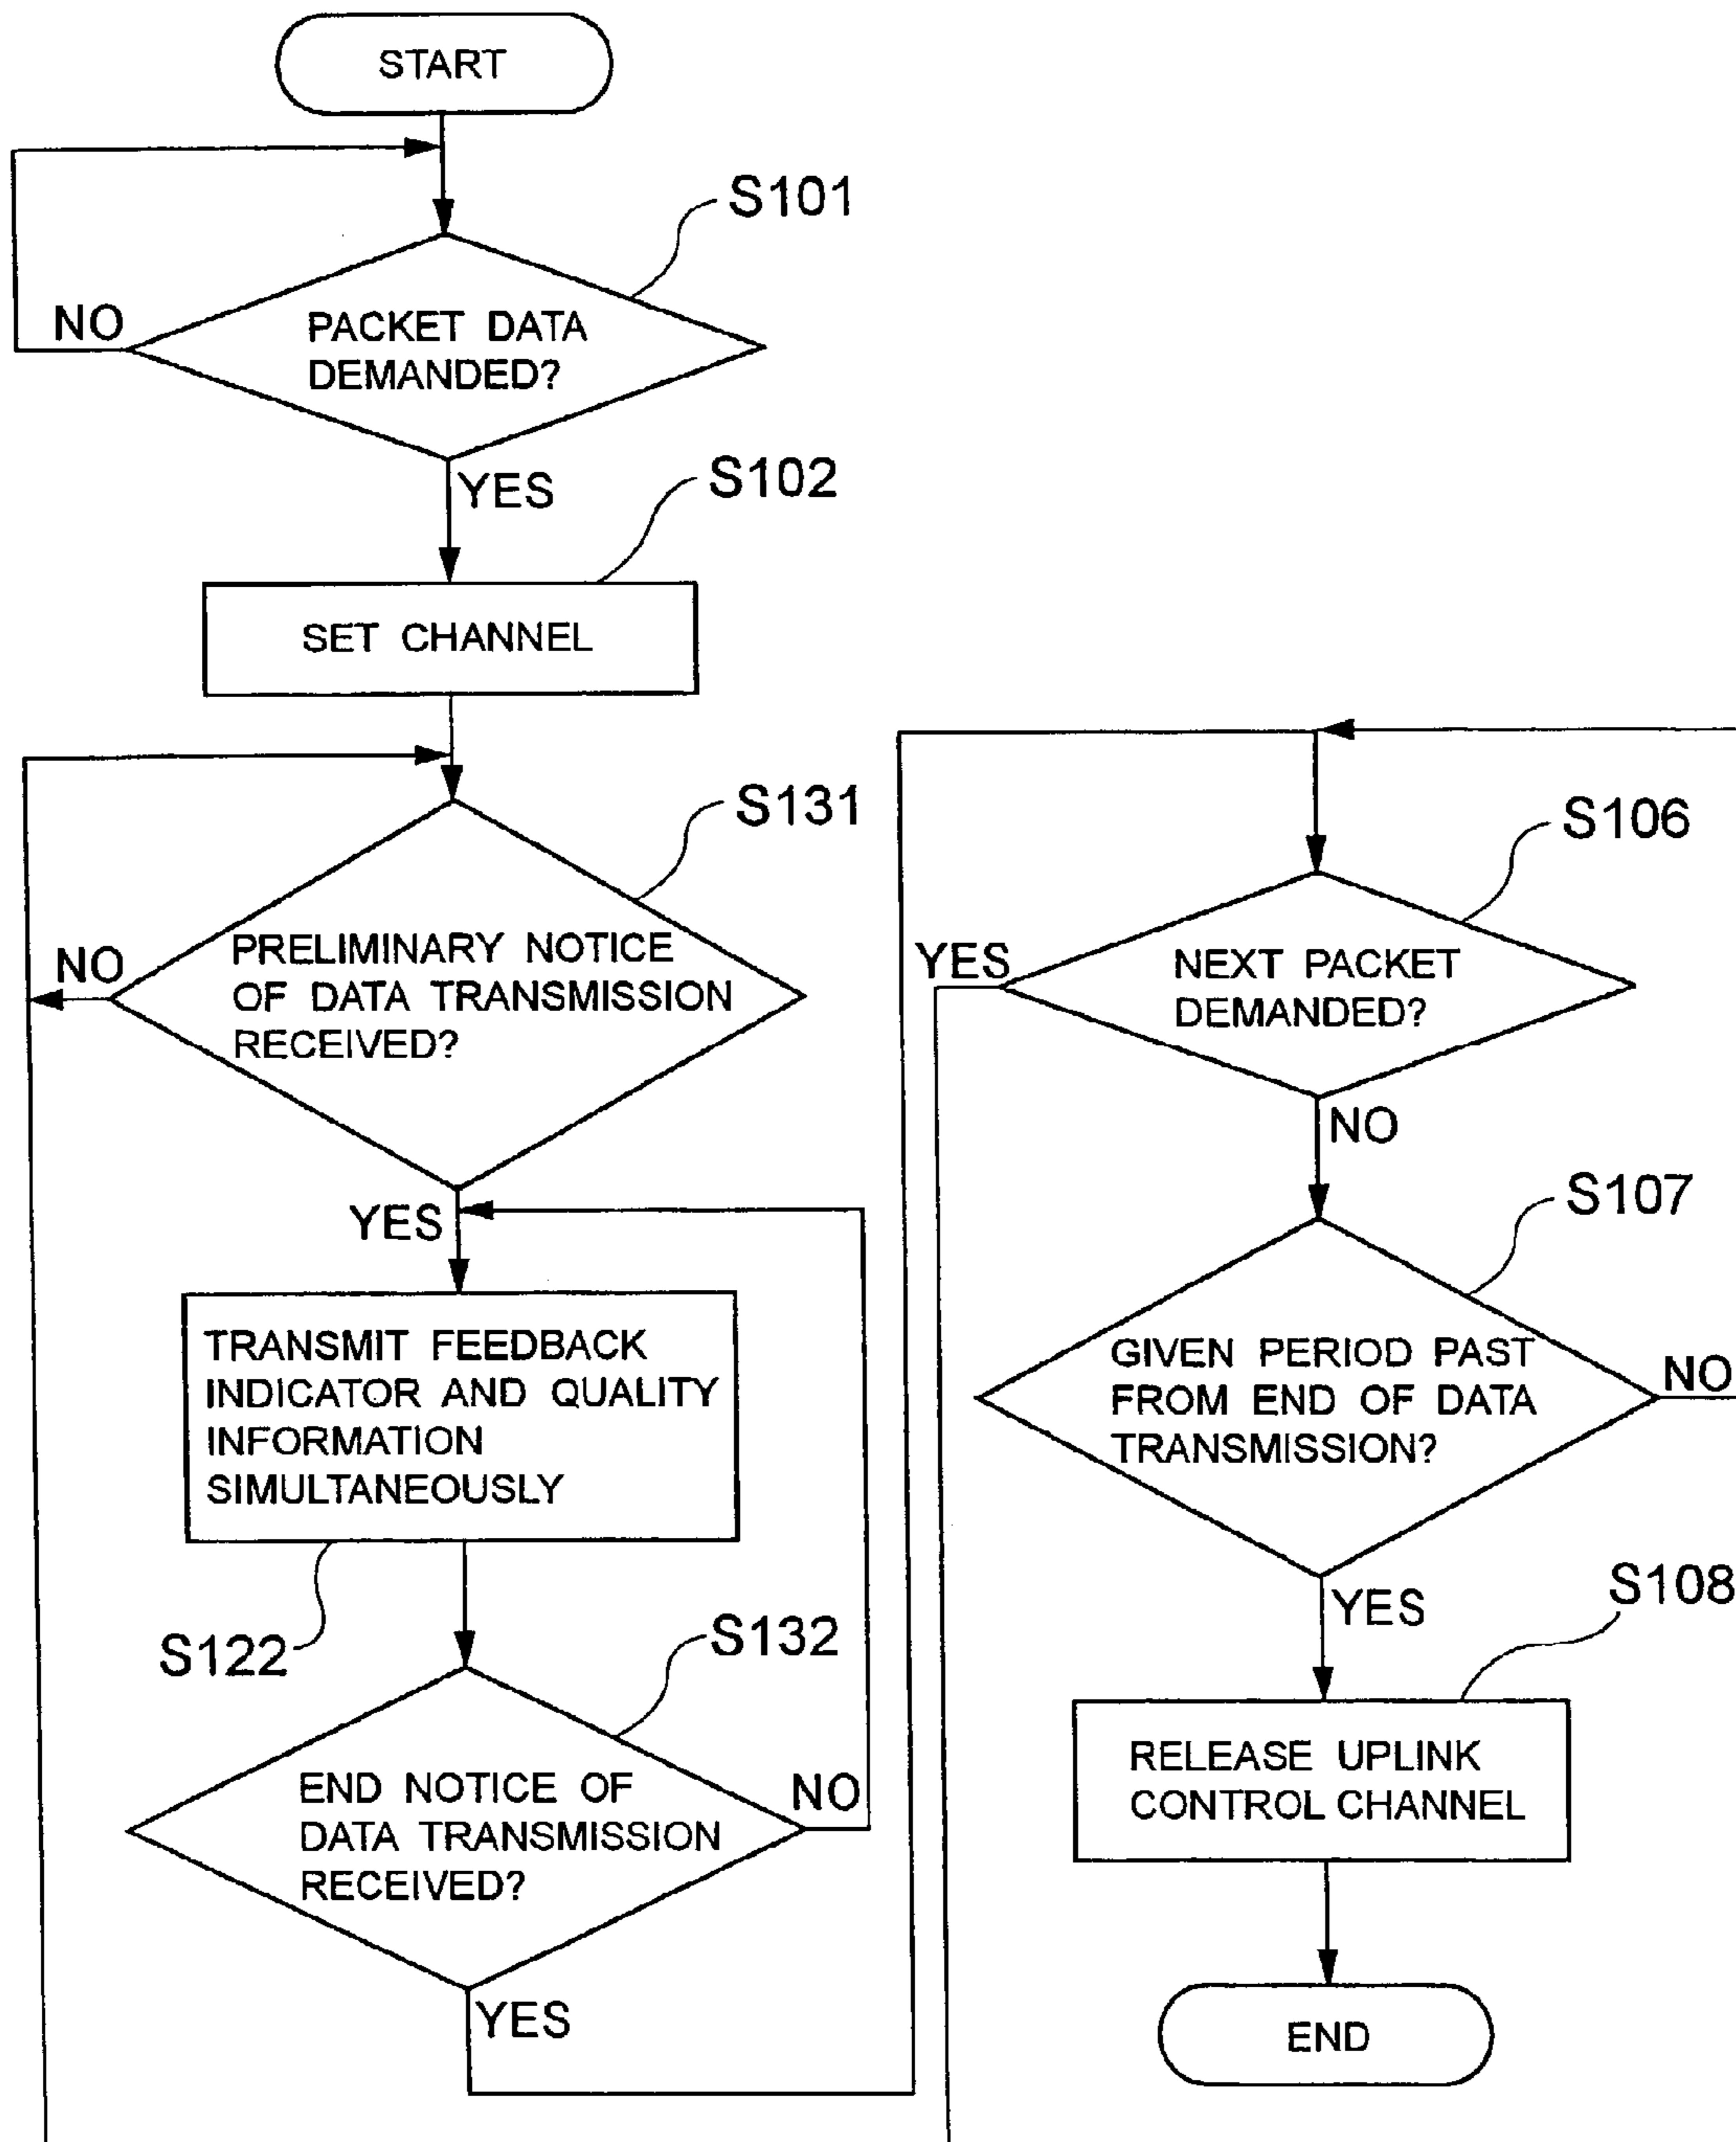 START
S101
PACKET DATA
DEMANDED?
NO
YES
S102
SET CHANNEL
S131
PRELIMINARY NOTICE
OF DATA TRANSMISSION
RECEIVED?
NO
YES
TRANSMIT FEEDBACK
INDICATOR AND QUALITY
INFORMATION
SIMULTANEOUSLY
S122
S132
END NOTICE OF
DATA TRANSMISSION
RECEIVED?
NO
YES
S106
NEXT PACKET
DEMANDED?
YES
NO
S107
GIVEN PERIOD PAST
FROM END OF DATA
TRANSMISSION?
NO
YES
S108
RELEASE UPLINK
CONTROL CHANNEL
END